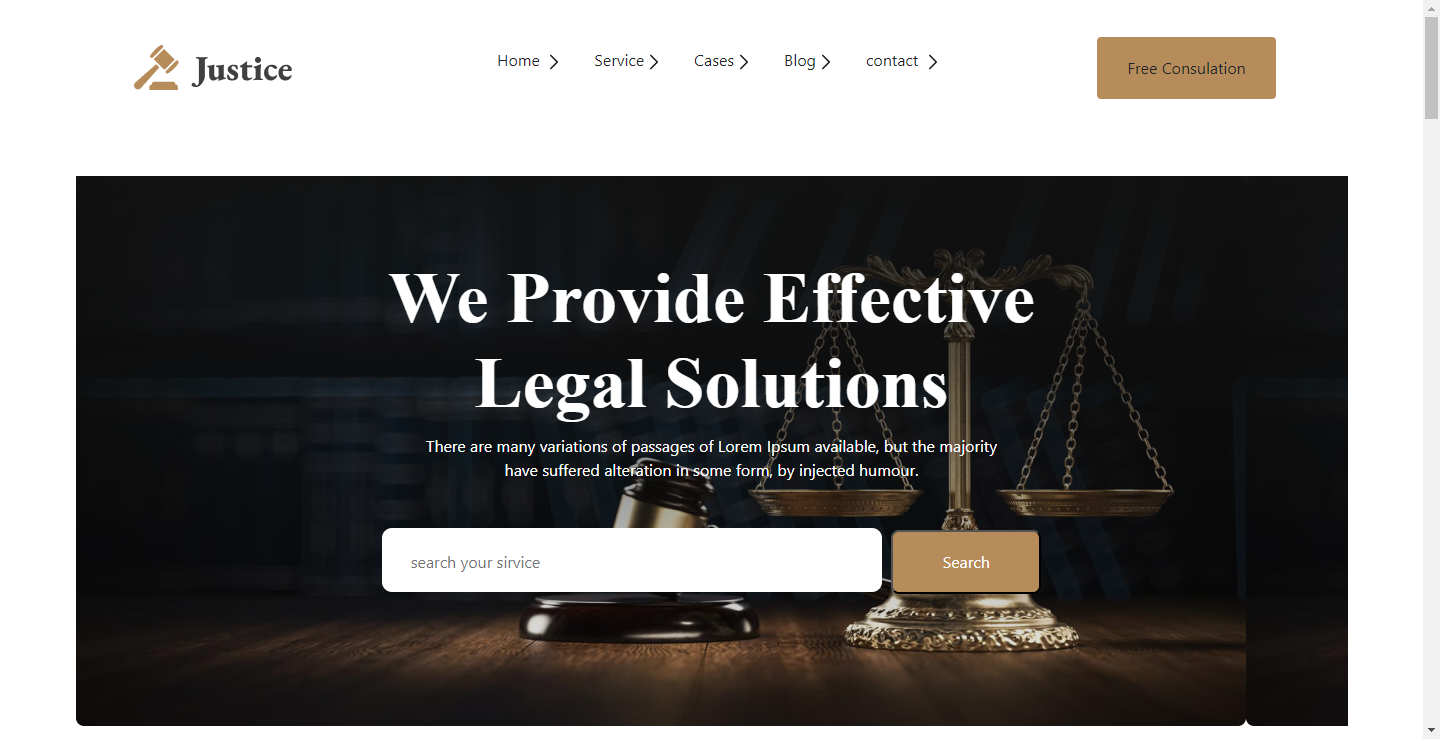 Justice
Home
Service
Cases
Blog
contact
Free Consulation
We Provide Effective
Legal Solutions
There are many variations of passages of Lorem Ipsum available, but the majority
have suffered alteration in some form, by injected humour.
search your sirvice
Search